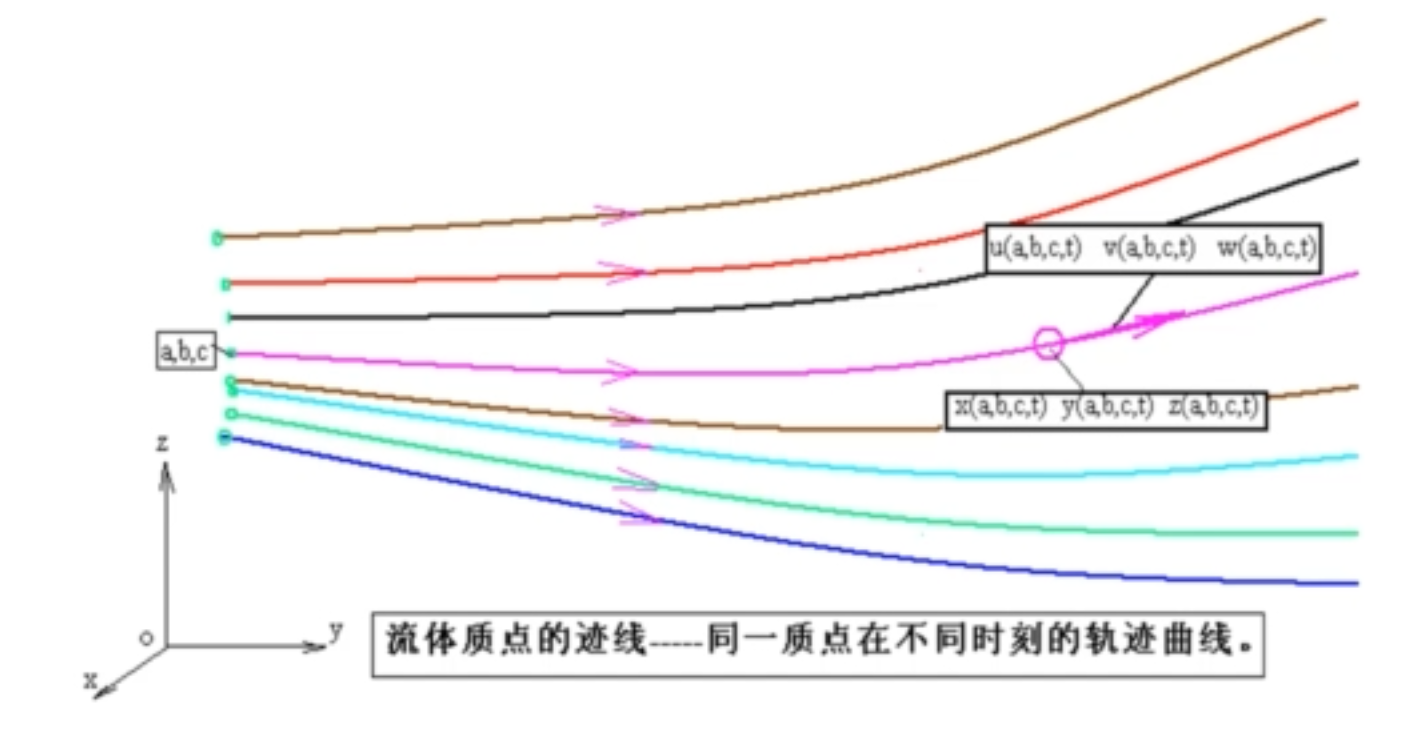 u(a,b,c,t) v(a,b,c,t) w(a,b,c,t)
a,b,c
x(a,b,c,t) y(a,b,c,t) z(a,b,c,t)
z
o
y
x
流体质点的迹线-----同一质点在不同时刻的轨迹曲线。